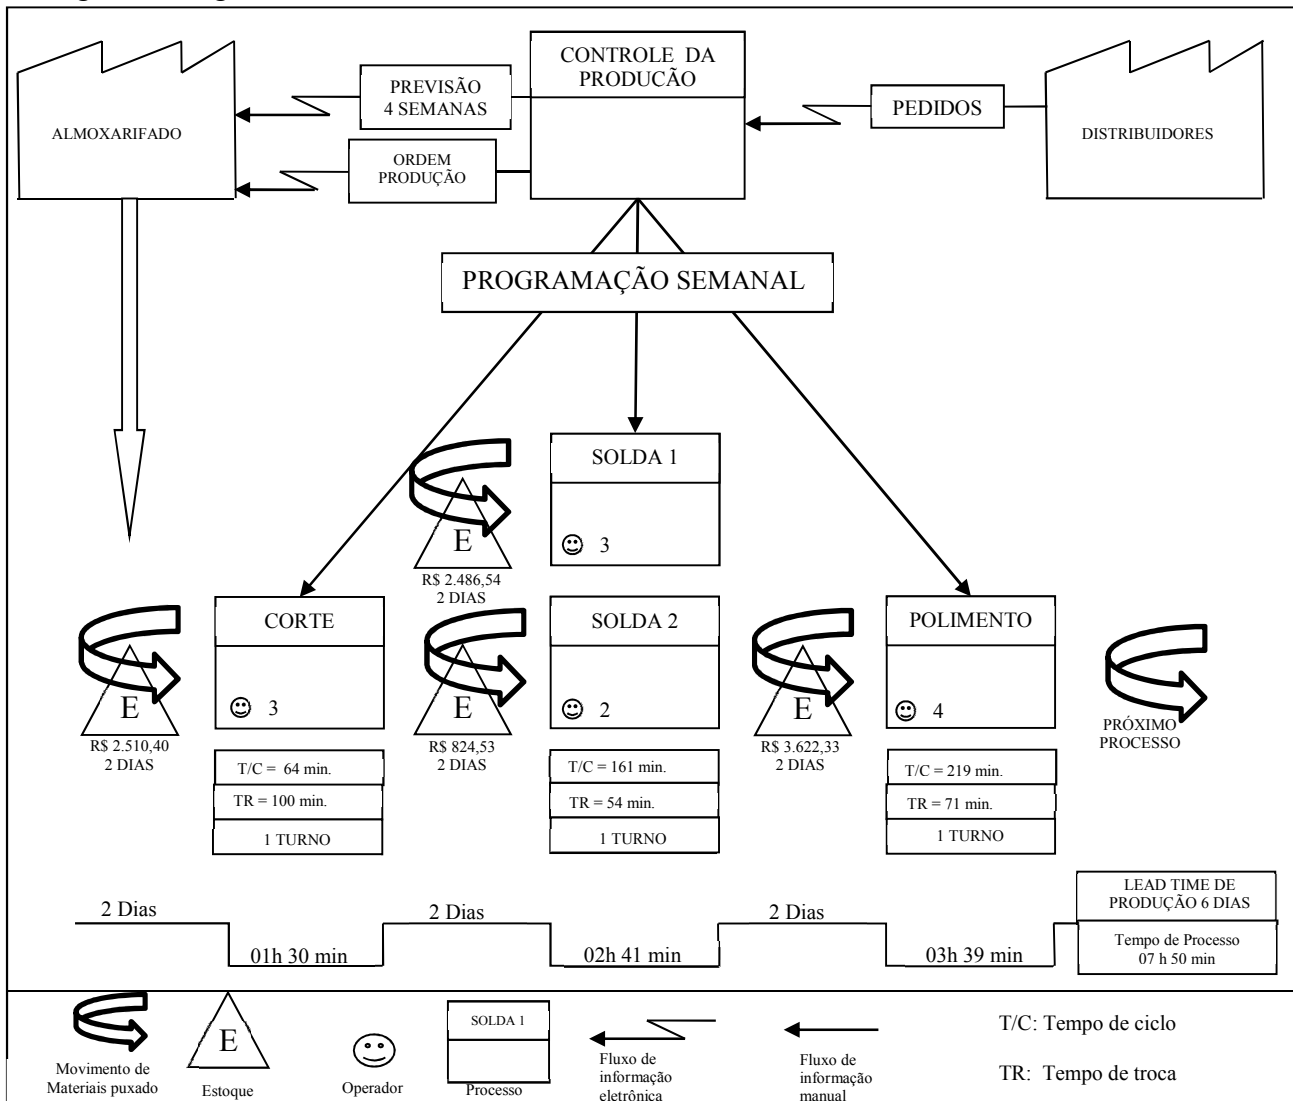 CONTROLE DA
PRODUCÃO
PREVISÃO
4 SEMANAS
PEDIDOS
ALMOXARIFADO
DISTRIBUIDORES
ORDEM
PRODUÇÃO
PROGRAMAÇÃO SEMANAL
SOLDA 1
3
E
R$ 2.486,54
2 DIAS
CORTE
3
SOLDA 2
2
POLIMENTO
4
E
R$ 2.510,40
2 DIAS
E
R$ 824,53
2 DIAS
E
R$ 3.622,33
2 DIAS
PRÓXIMO
PROCESSO
T/C = 64 min.
TR = 100 min.
1 TURNO
T/C = 161 min.
TR = 54 min.
1 TURNO
T/C = 219 min.
TR = 71 min.
1 TURNO
2 Dias
01h 30 min
2 Dias
02h 41 min
2 Dias
03h 39 min
LEAD TIME DE
PRODUÇÃO 6 DIAS
Tempo de Processo
07 h 50 min
Movimento de
Materiais puxado
E
Estoque
Operador
SOLDA 1
Processo
Fluxo de
informação
eletrônica
Fluxo de
informação
manual
T/C: Tempo de ciclo
TR: Tempo de troca